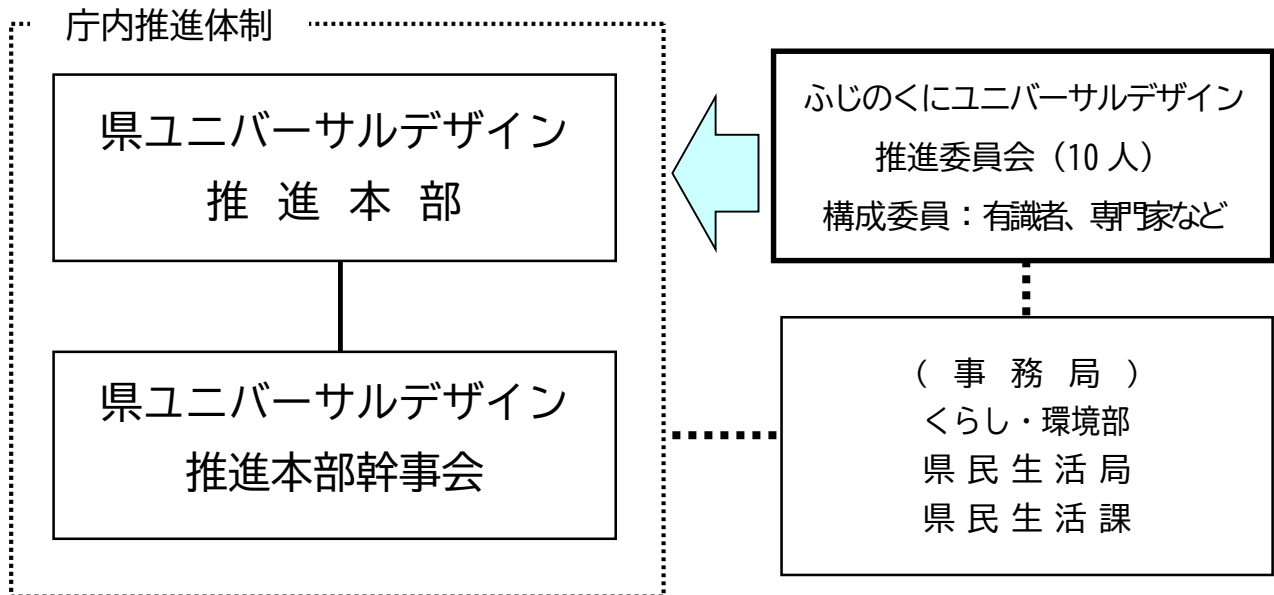 庁内推進体制
県ユニバーサルデザイン
推進本部
県ユニバーサルデザイン
推進本部幹事会
ふじのくにユニバーサルデザイン
推進委員会（10人）
構成委員：有識者、専門家など
（事務局）
くらし・環境部
県民生活局
県民生活課